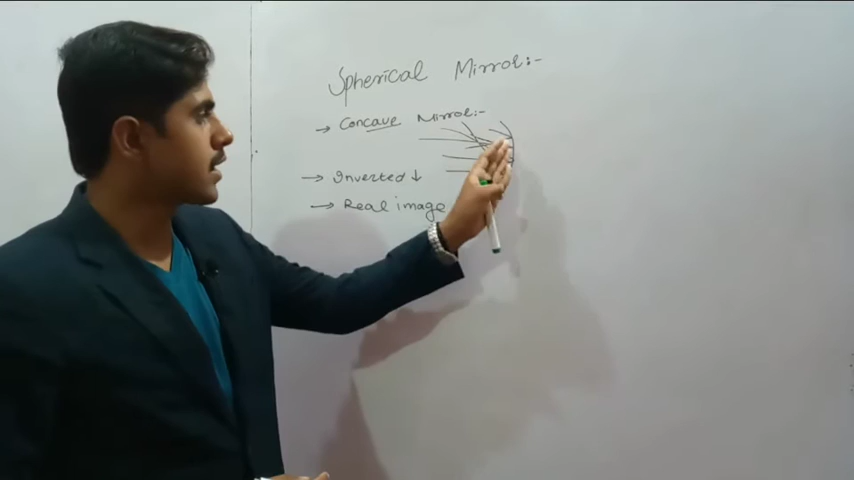 Spherical Mirror:-
→ Concave Mirror:-
→ Inverted ↓
→ Real image